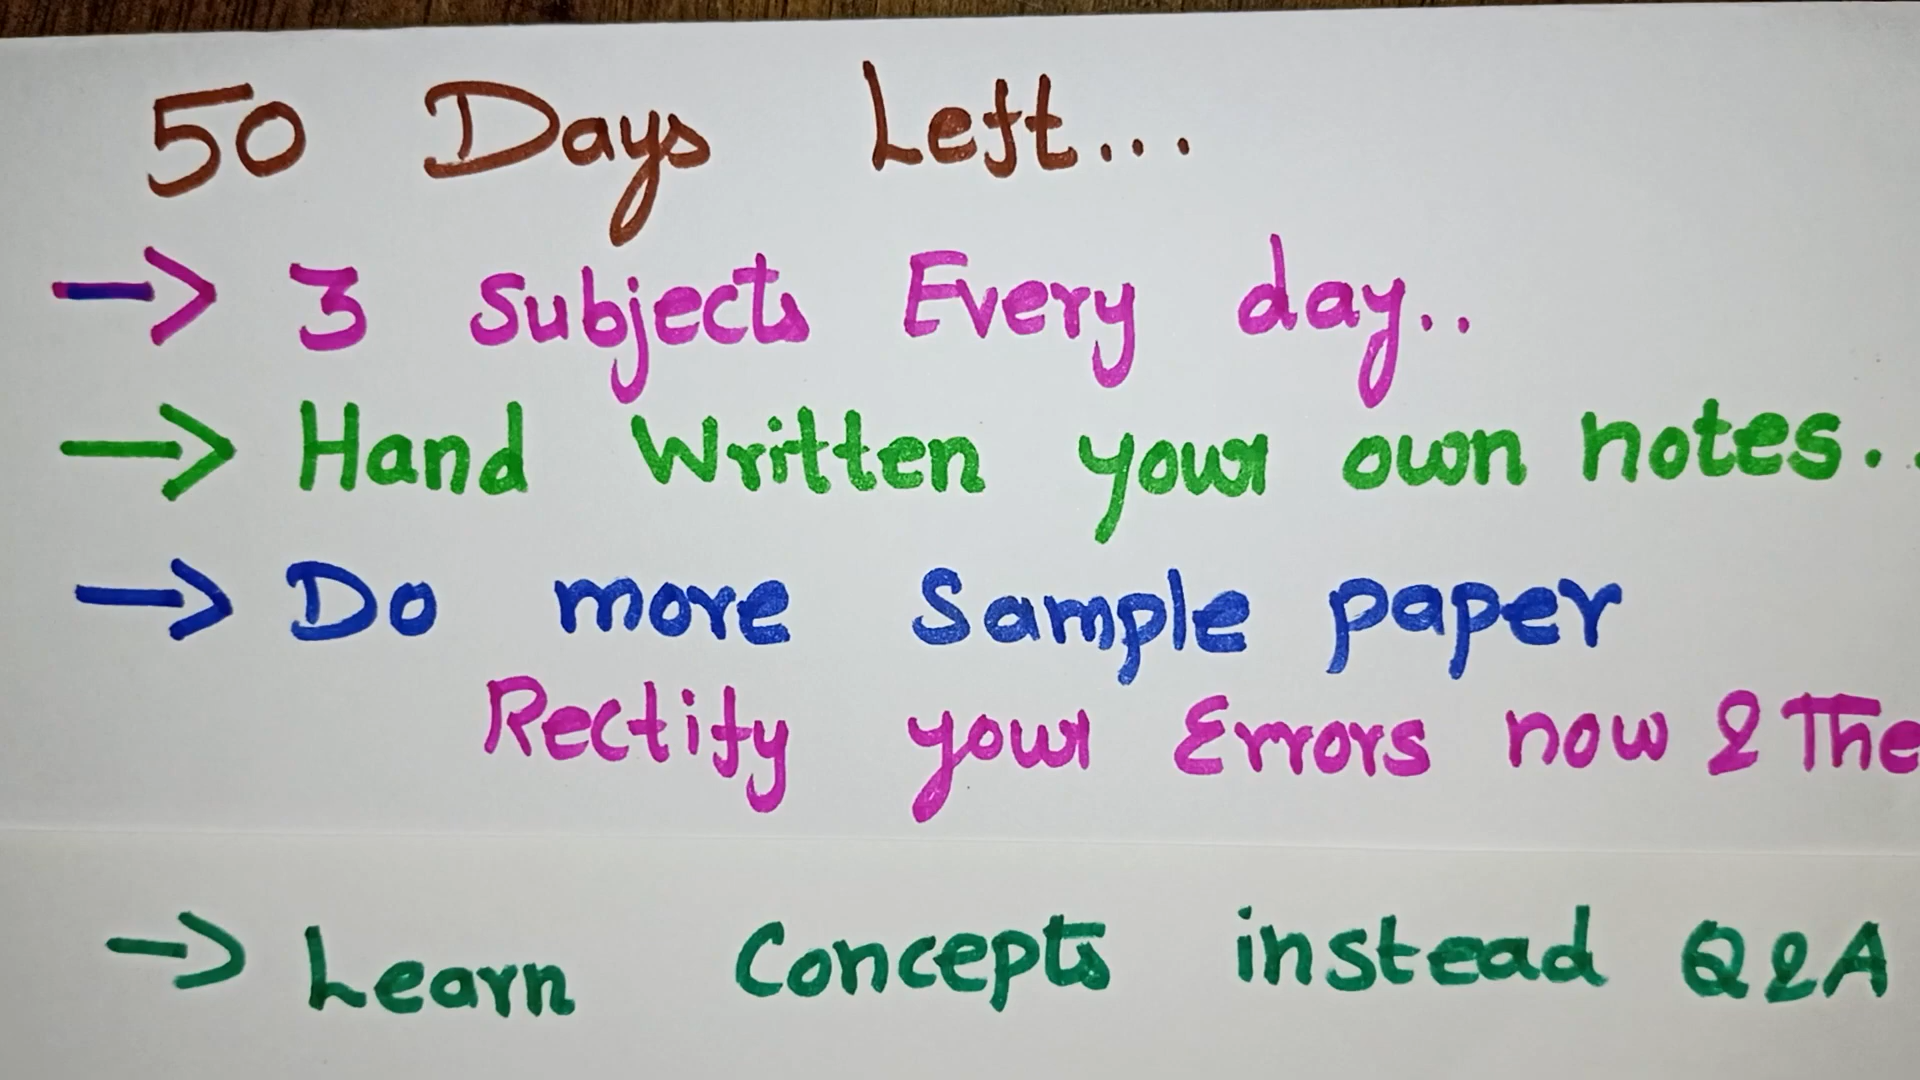 50 Days Left...
→ 3 Subjects Every day..
→ Hand Written your own notes..
→ Do more Sample paper
Rectify your Errors now & The
→ Learn Concepts instead Q&A